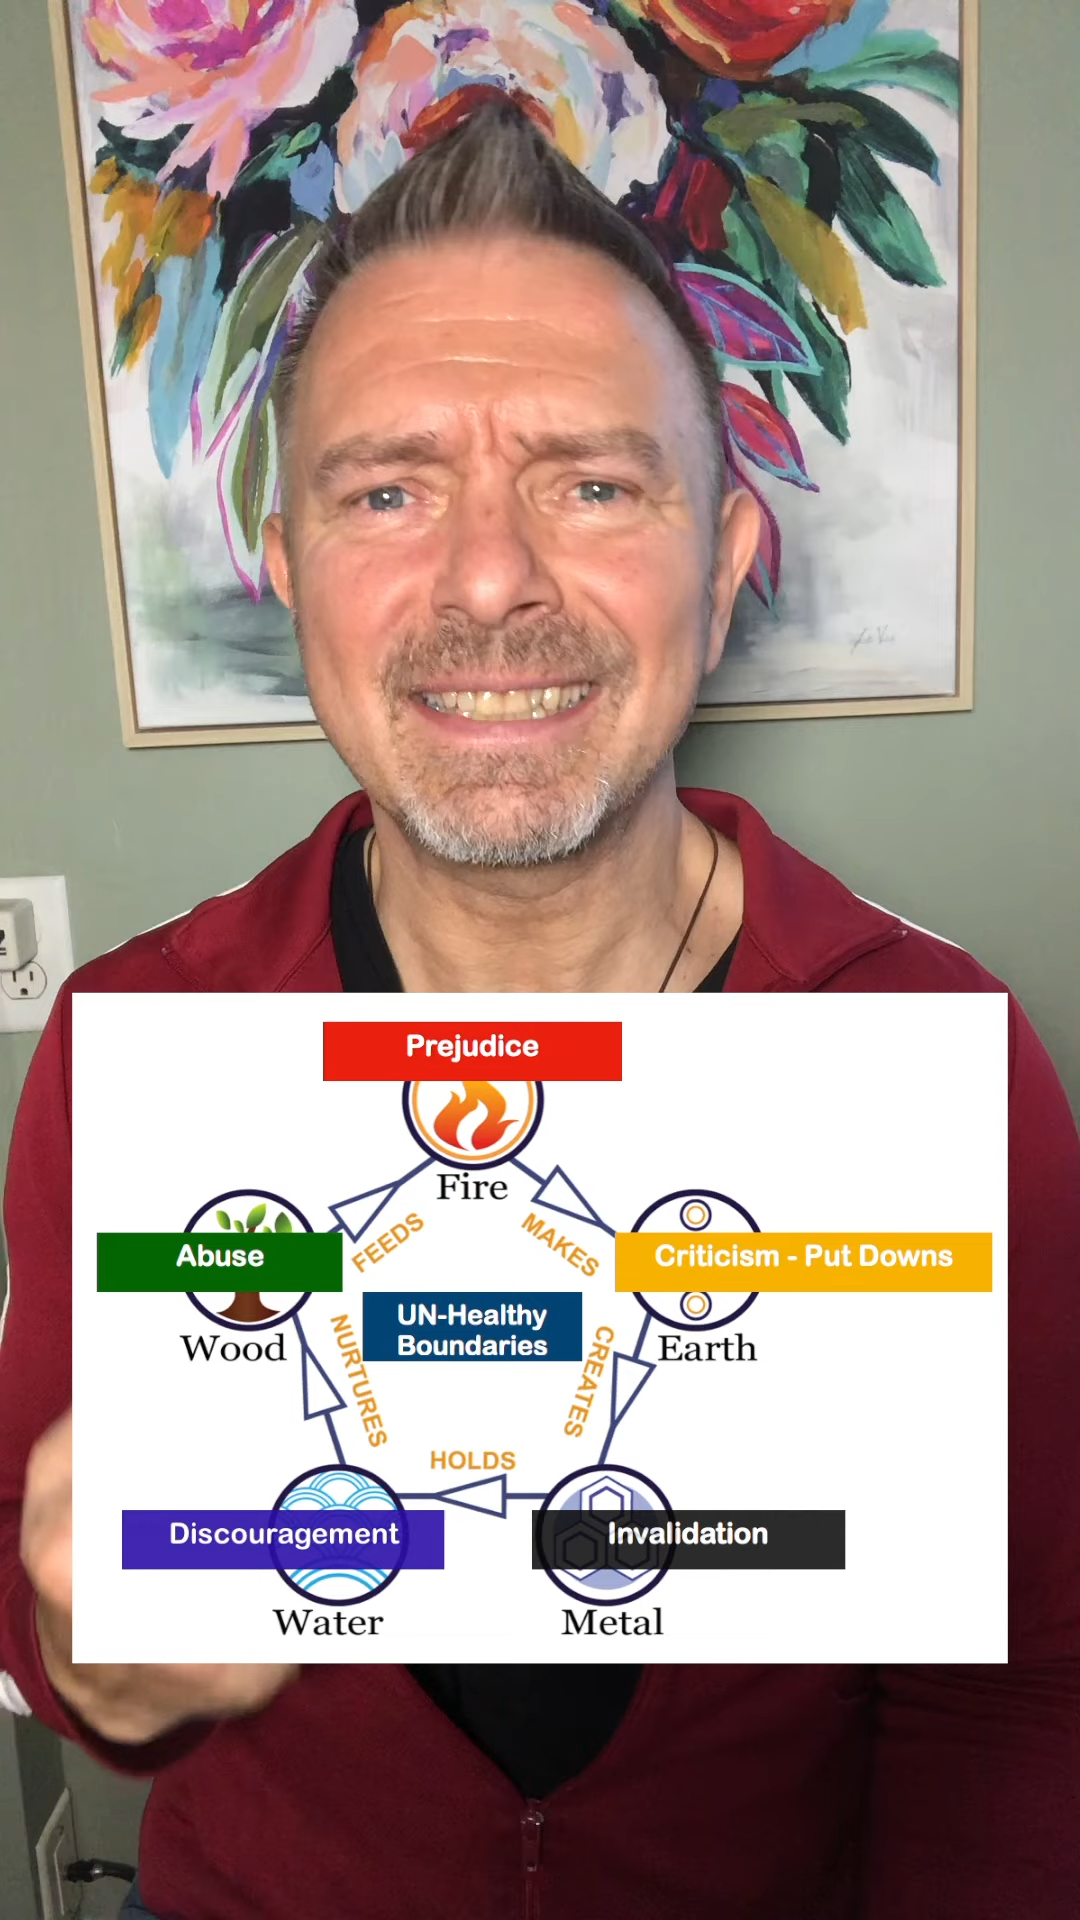 Prejudice
Fire
FEEDS
MAKES
Abuse
Criticism - Put Downs
UN-Healthy
Boundaries
Wood
Earth
NURTURES
CREATES
HOLDS
Discouragement
Invalidation
Water
Metal